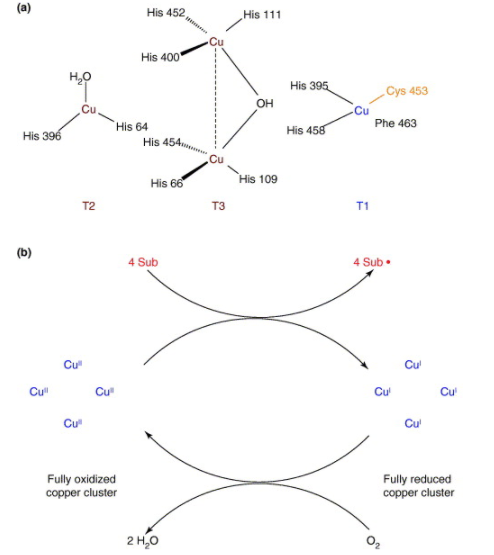 (a)
His 452
His 111
Cu
His 400
H₂O
His 395
Cys 453
OH
Cu
Cu
His 64
Phe 463
His 396
His 458
His 454
Cu
His 66
His 109
T2
T3
T1
(b)
4 Sub
4 Sub •
Cuᴵᴵ
Cuᴵ
Cuᴵᴵ
Cuᴵᴵ
Cuᴵ
Cuᴵ
Cuᴵᴵ
Cuᴵ
Fully oxidized
copper cluster
Fully reduced
copper cluster
2 H₂O
O₂